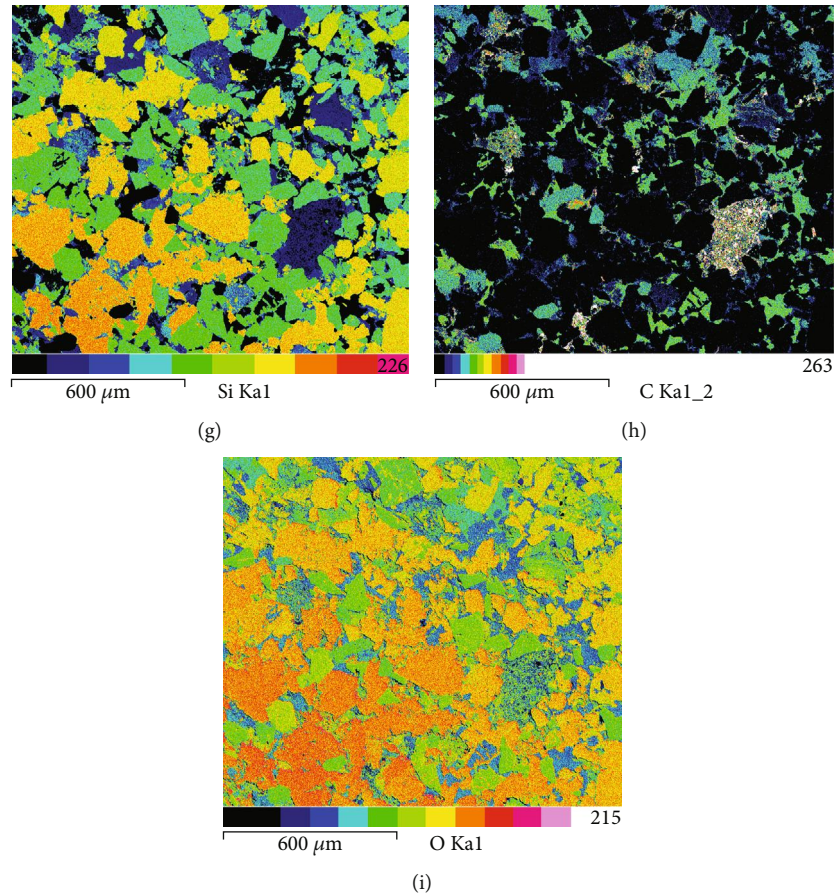 226
600 μm Si Ka1
(g)
263
600 μm C Ka1_2
(h)
215
600 μm O Ka1
(i)